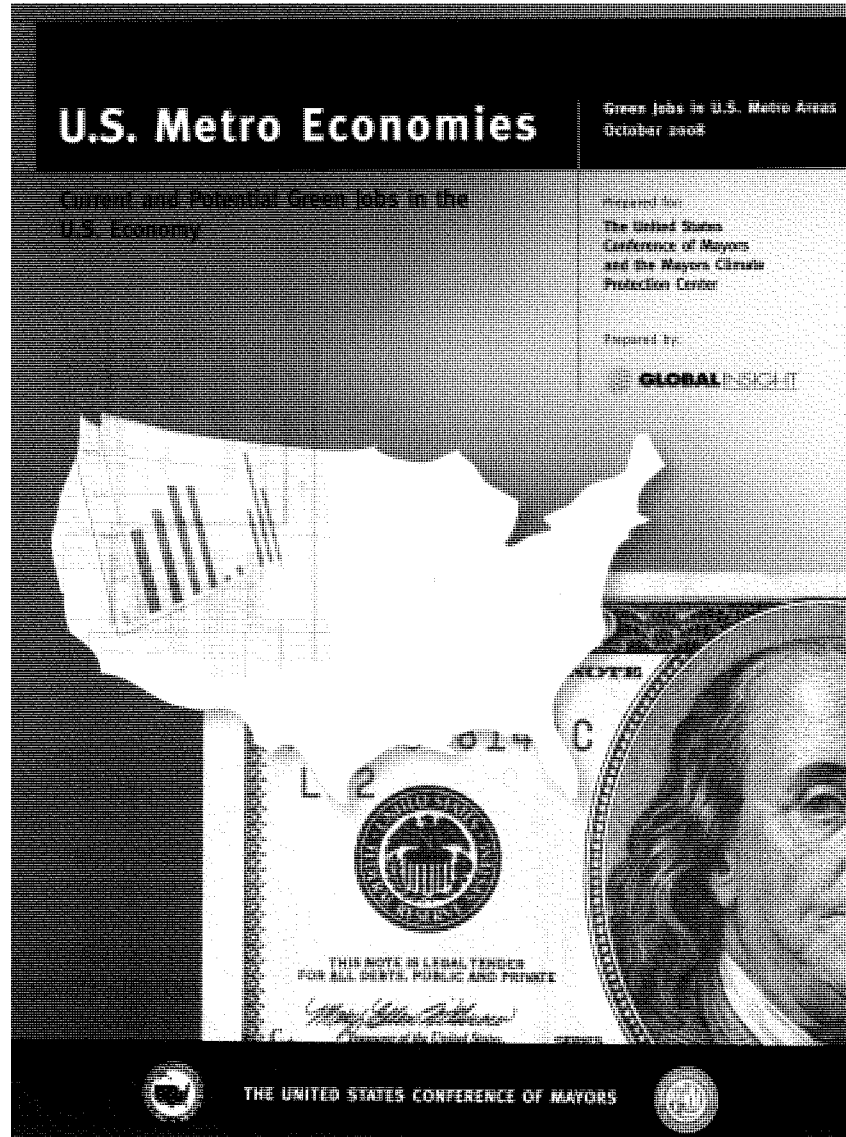 U.S. Metro Economies
Green Jobs in U.S. Metro Areas
October 2008
Current and Potential Green Jobs in the
U.S. Economy
Prepared for:
The United States
Conference of Mayors
and the Mayors Climate
Protection Center
Prepared by:
GLOBAL INSIGHT
C
L2
THIS NOTE IS LEGAL TENDER
FOR ALL DEBTS, PUBLIC AND PRIVATE
THE UNITED STATES CONFERENCE OF MAYORS